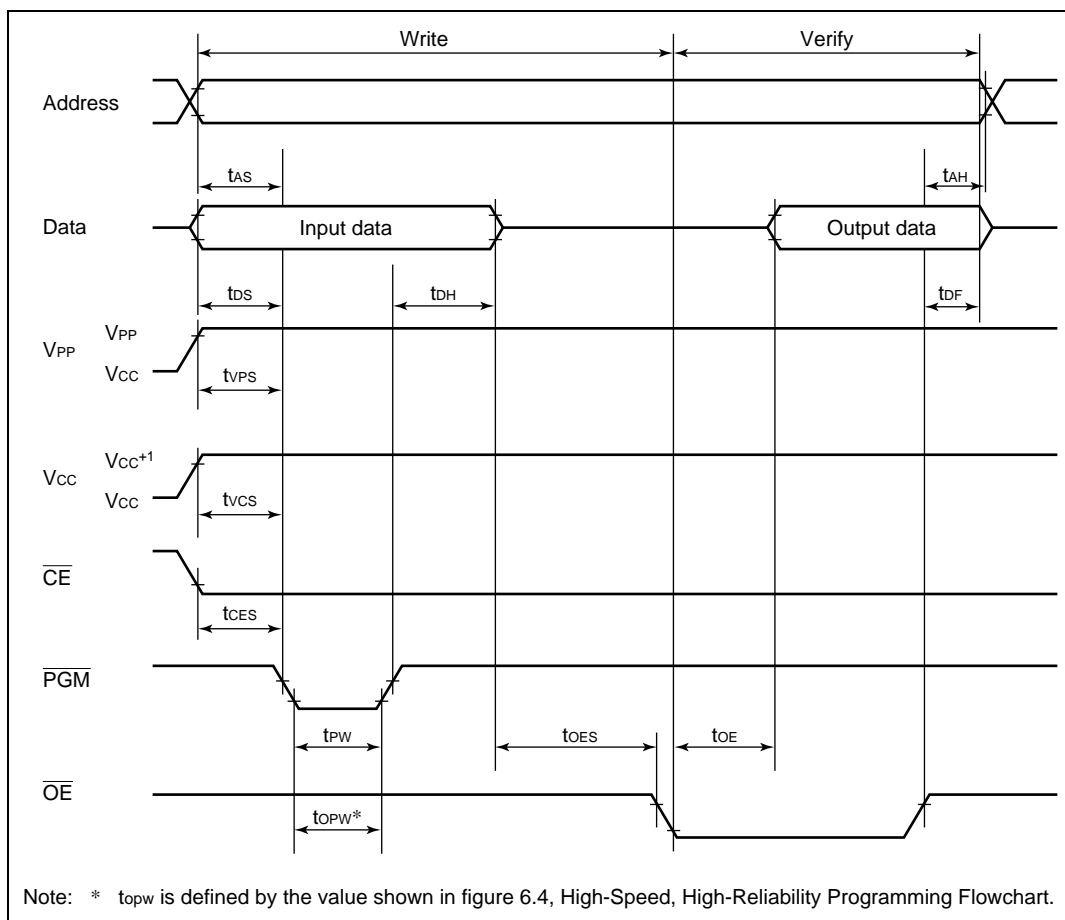 Write Verify
Address
tAS tAH
Data Input data Output data
tDS tDH tDF
VPP VPP
VCC
tVPS
VCC VCC+1
VCC
tVCS
CE
tCES
PGM
tPW tOES tOE
OE
tOPW*
Note: * topw is defined by the value shown in figure 6.4, High-Speed, High-Reliability Programming Flowchart.